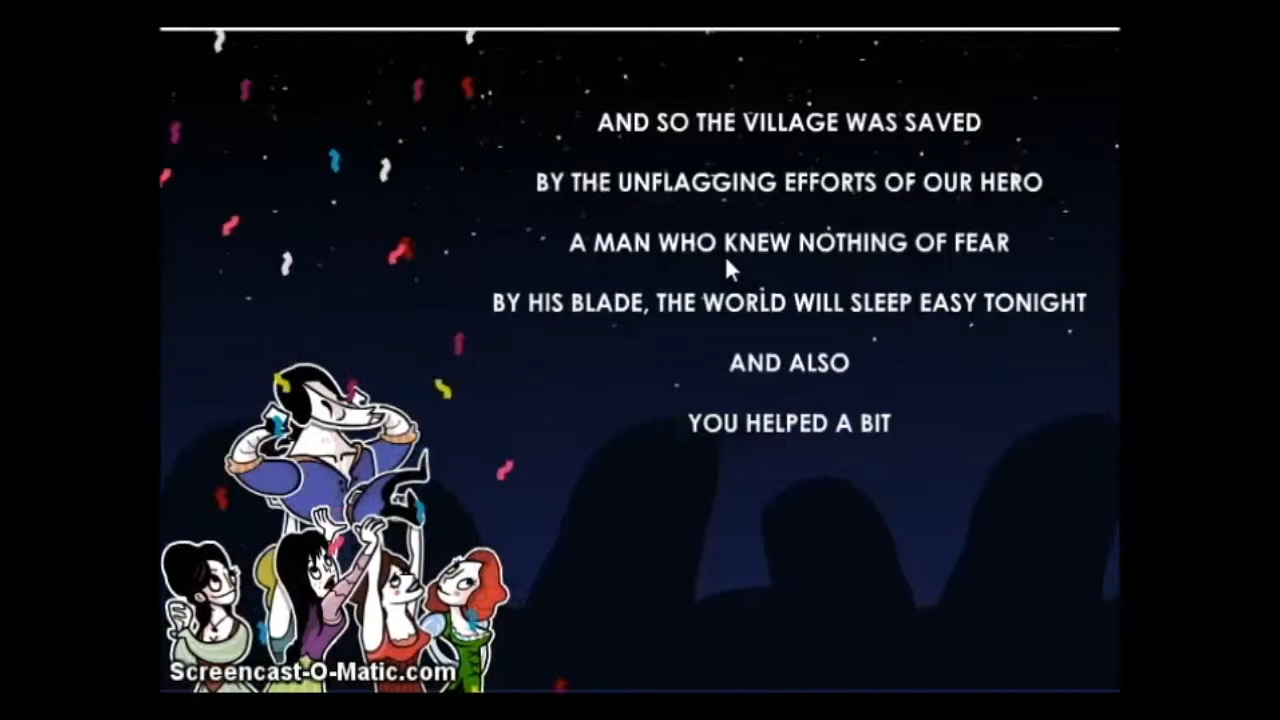 AND SO THE VILLAGE WAS SAVED
BY THE UNFLAGGING EFFORTS OF OUR HERO
A MAN WHO KNEW NOTHING OF FEAR
BY HIS BLADE, THE WORLD WILL SLEEP EASY TONIGHT
AND ALSO
YOU HELPED A BIT
Screencast-O-Matic.com